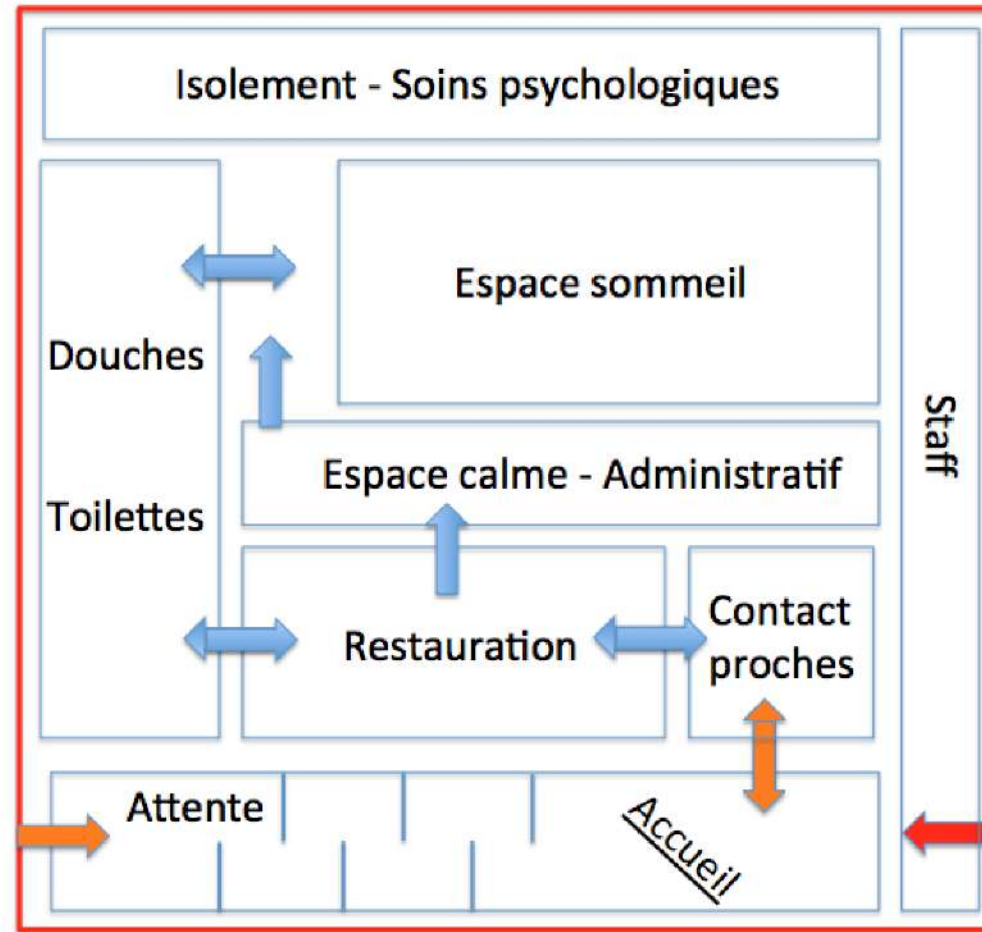 Isolement - Soins psychologiques
Espace sommeil
Douches
Staff
Espace calme - Administratif
Toilettes
Contact
proches
Restauration
Attente
Accueil